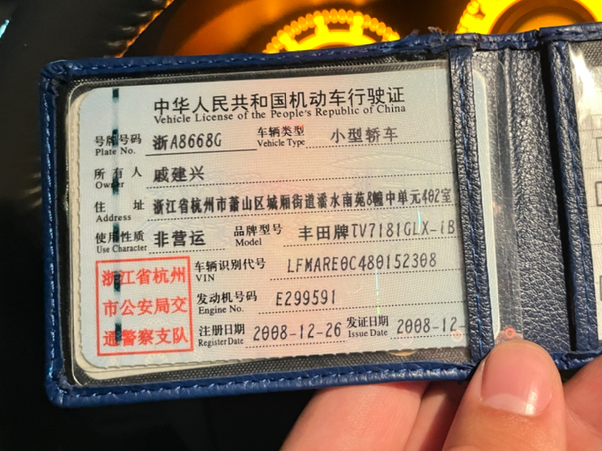 中华人民共和国机动车行驶证
Vehicle License of the People's Republic of China
号牌号码 浙A8668G 车辆类型 小型轿车
Plate No. Vehicle Type
所有人 戚建兴
Owner
住址 浙江省杭州市萧山区城厢街道潘水南苑8幢中单元402室
Address
使用性质 非营运 品牌型号 丰田牌TV7181GLX-iB
Use Character Model
浙江省杭州
市公安局交
通警察支队
车辆识别代号 LFMARE0C480152308
VIN
发动机号码 E299591
Engine No.
注册日期 2008-12-26 发证日期 2008-12-
Register Date Issue Date